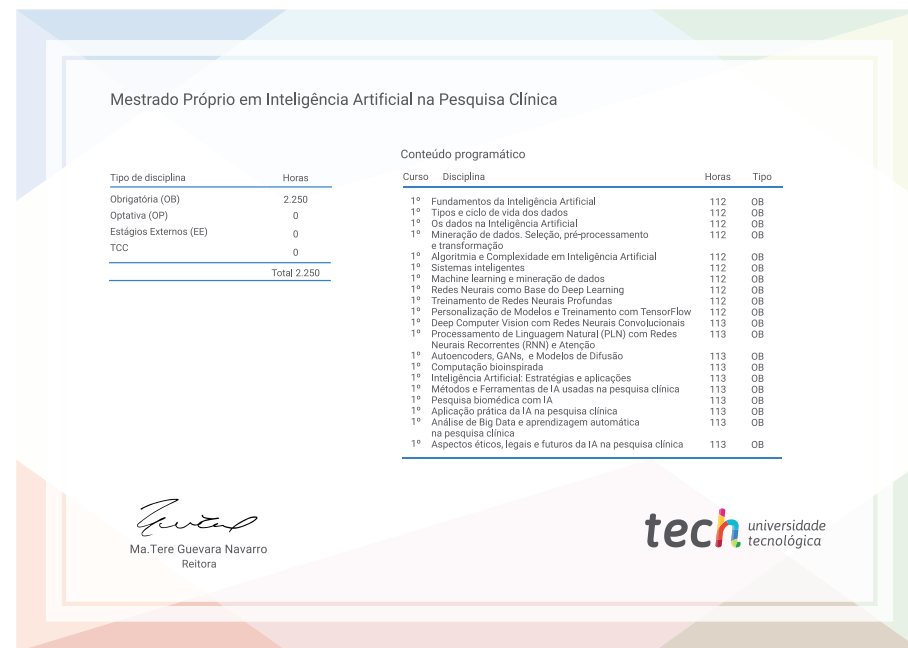 Mestrado Próprio em Inteligência Artificial na Pesquisa Clínica
Tipo de disciplina Horas
Obrigatória (OB) 2.250
Optativa (OP) 0
Estágios Externos (EE) 0
TCC 0
Total 2.250
Conteúdo programático
Curso Disciplina Horas Tipo
1º Fundamentos da Inteligência Artificial 112 OB
1º Tipos e ciclo de vida dos dados 112 OB
1º Os dados na Inteligência Artificial 112 OB
1º Mineração de dados. Seleção, pré-processamento 112 OB
e transformação
1º Algoritmia e Complexidade em Inteligência Artificial 112 OB
1º Sistemas inteligentes 112 OB
1º Machine learning e mineração de dados 112 OB
1º Redes Neurais como Base do Deep Learning 112 OB
1º Treinamento de Redes Neurais Profundas 112 OB
1º Personalização de Modelos e Treinamento com TensorFlow 112 OB
1º Deep Computer Vision com Redes Neurais Convolucionais 113 OB
1º Processamento de Linguagem Natural (PLN) com Redes 113 OB
Neurais Recorrentes (RNN) e Atenção
1º Autoencoders, GANs, e Modelos de Difusão 113 OB
1º Computação bioinspirada 113 OB
1º Inteligência Artificial: Estratégias e aplicações 113 OB
1º Métodos e Ferramentas de IA usadas na pesquisa clínica 113 OB
1º Pesquisa biomédica com IA 113 OB
1º Aplicação prática da IA na pesquisa clínica 113 OB
1º Análise de Big Data e aprendizagem automática 113 OB
na pesquisa clínica
1º Aspectos éticos, legais e futuros da IA na pesquisa clínica 113 OB
Ma.Tere Guevara Navarro
Reitora
tech universidade
tecnológica